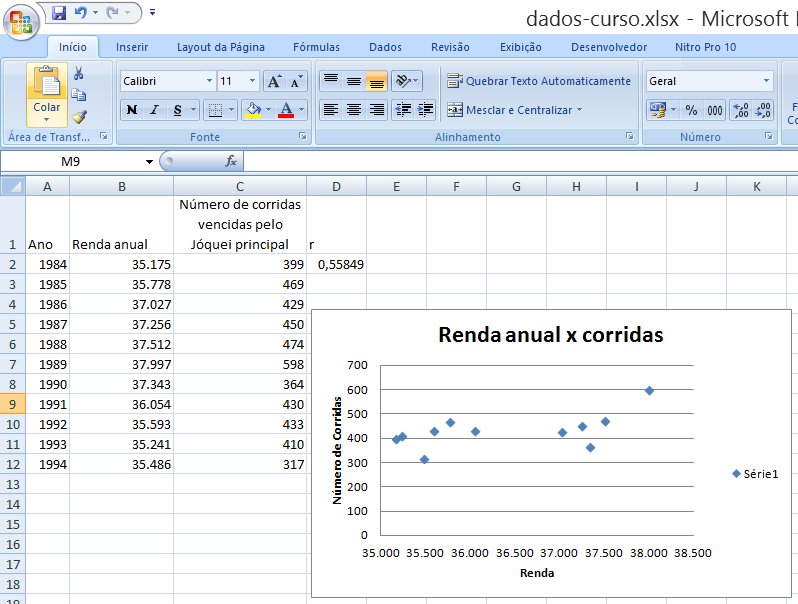 dados-curso.xlsx - Microsoft
Início Inserir Layout da Página Fórmulas Dados Revisão Exibição Desenvolvedor Nitro Pro 10
Colar
Calibri 11 A A
Quebrar Texto Automaticamente
Geral
N I S A
Mesclar e Centralizar
% 000 ,00 ,0
Área de Transf... Fonte Alinhamento Número
M9 fx
A B C D E F G H I J K
Número de corridas
vencidas pelo
1 Ano Renda anual Jóquei principal r
2 1984 35.175 399 0,55849
3 1985 35.778 469
4 1986 37.027 429
5 1987 37.256 450
6 1988 37.512 474
7 1989 37.997 598
8 1990 37.343 364
9 1991 36.054 430
10 1992 35.593 433
11 1993 35.241 410
12 1994 35.486 317
13
14
15
16
17
18
Renda anual x corridas
Número de Corridas
700
600
500
400
300
200
100
0
35.000 35.500 36.000 36.500 37.000 37.500 38.000 38.500
Renda
Série1